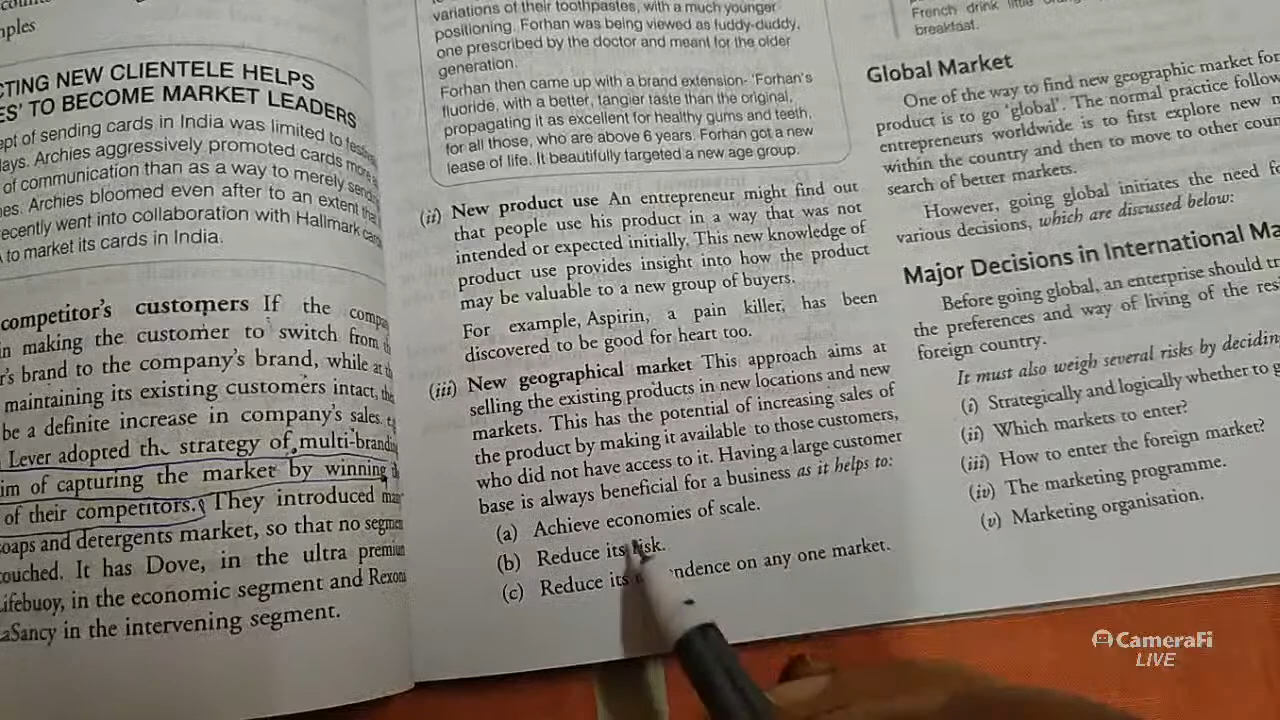 mples
CTING NEW CLIENTELE HELPS
ES' TO BECOME MARKET LEADERS
ept of sending cards in India was limited to
lays. Archies aggressively promoted cards more
of communication than as a way to merely
es. Archies bloomed even after to an extent
ecently went into collaboration with Hallmark
to market its cards in India.
competitor's customers If the
in making the customer to switch from
r's brand to the company's brand, while at
maintaining its existing customers intact,
be a definite increase in company's sales.
Lever adopted the strategy of multi-brandin
im of capturing the market by winning
of their competitors. They introduced
oaps and detergents market, so that no
ouched. It has Dove, in the ultra
ifebuoy, in the economic segment and
aSancy in the intervening segment.
variations of their toothpastes, with a much younger
positioning. Forhan was being viewed as fuddy-duddy,
one prescribed by the doctor and meant for the older
generation.
Forhan then came up with a brand extension- 'Forhan's
fluoride, with a better, tangier taste than the original,
propagating it as excellent for healthy gums and teeth,
for all those, who are above 6 years. Forhan got a new
lease of life. It beautifully targeted a new age group.
(ii) New product use An entrepreneur might find out
that people use his product in a way that was not
intended or expected initially. This new knowledge of
product use provides insight into how the product
may be valuable to a new group of buyers.
For example, Aspirin, a pain killer, has been
discovered to be good for heart too.
(iii) New geographical market This approach aims at
selling the existing products in new locations and new
markets. This has the potential of increasing sales of
the product by making it available to those customers,
who did not have access to it. Having a large customer
base is always beneficial for a business as it helps to:
(a) Achieve economies of scale.
(b) Reduce its risk.
(c) Reduce its ndence on any one market.
French drink little
breakfast.
Global Market
One of the way to find new geographic market for
product is to go 'global'. The normal practice follow
entrepreneurs worldwide is to first explore new
within the country and then to move to other coun
search of better markets.
However, going global initiates the need
various decisions, which are discussed below:
Major Decisions in International Ma
Before going global, an enterprise should
the preferences and way of living of the
foreign country.
It must also weigh several risks by decidin
(i) Strategically and logically whether to
(ii) Which markets to enter?
(iii) How to enter the foreign market?
(iv) The marketing programme.
(v) Marketing organisation.
CameraFi
LIVE